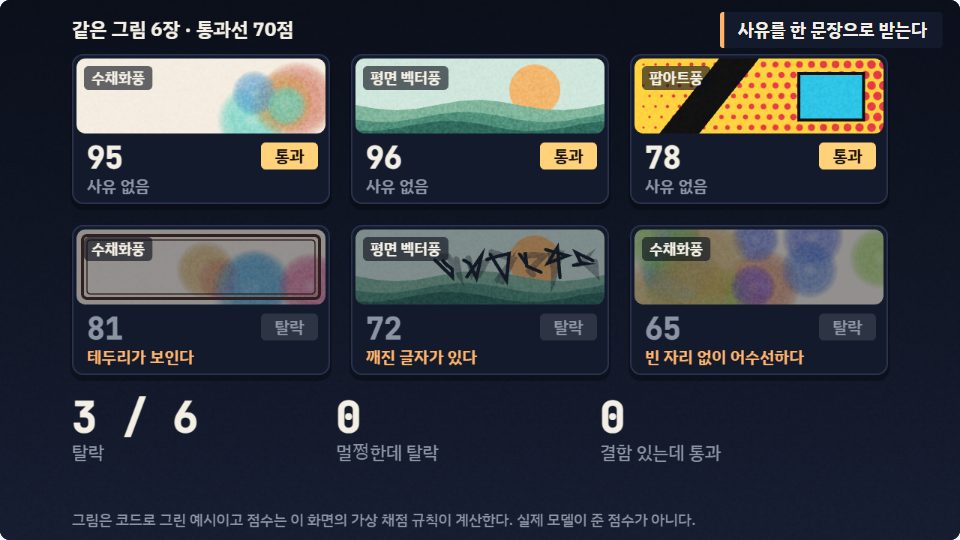 같은 그림 6장 · 통과선 70점
사유를 한 문장으로 받는다
수채화풍
95
통과
사유 없음
평면 벡터풍
96
통과
사유 없음
팝아트풍
78
통과
사유 없음
수채화풍
81
탈락
테두리가 보인다
평면 벡터풍
72
탈락
깨진 글자가 있다
수채화풍
65
탈락
빈 자리 없이 어수선하다
3 / 6
탈락
0
멀쩡한데 탈락
0
결함 있는데 통과
그림은 코드로 그린 예시이고 점수는 이 화면의 가상 채점 규칙이 계산한다. 실제 모델이 준 점수가 아니다.